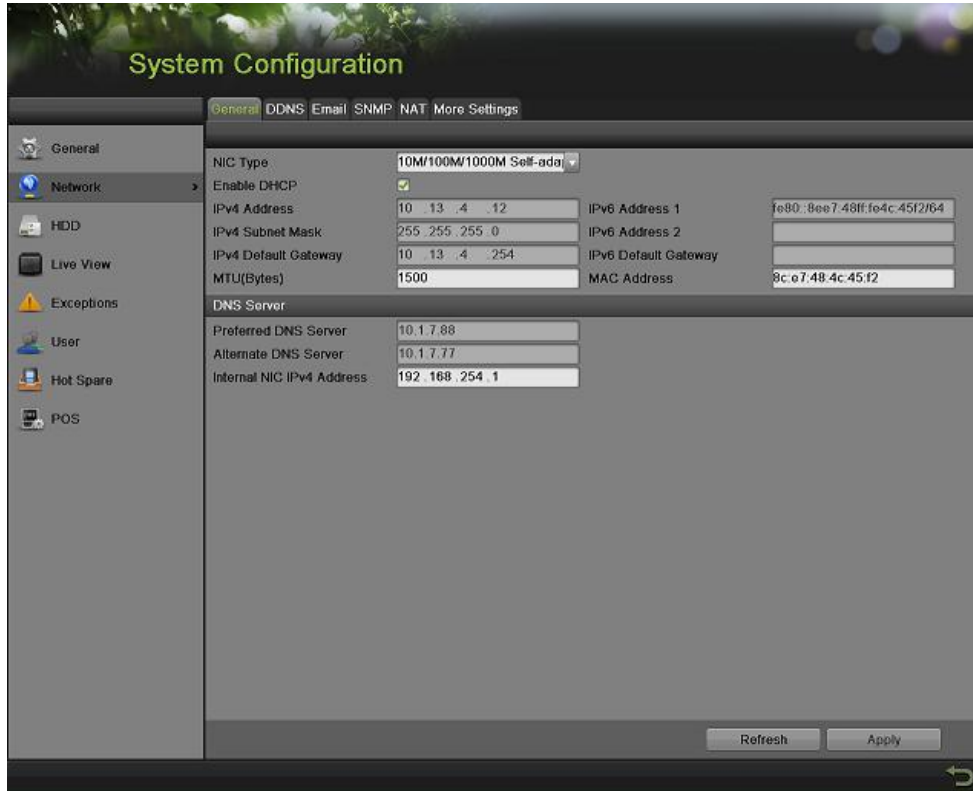 System Configuration
General DDNS Email SNMP NAT More Settings
General
Network
HDD
Live View
Exceptions
User
Hot Spare
POS
NIC Type 10M/100M/1000M Self-adap
Enable DHCP
IPv4 Address 10 .13 .4 .12 IPv6 Address 1 fe80::8ee7:48ff:fe4c:45f2/64
IPv4 Subnet Mask 255 .255 .255 .0 IPv6 Address 2
IPv4 Default Gateway 10 .13 .4 .254 IPv6 Default Gateway
MTU(Bytes) 1500 MAC Address 8c:e7:48:4c:45:f2
DNS Server
Preferred DNS Server 10.1.7.88
Alternate DNS Server 10.1.7.77
Internal NIC IPv4 Address 192 .168 .254 .1
Refresh Apply